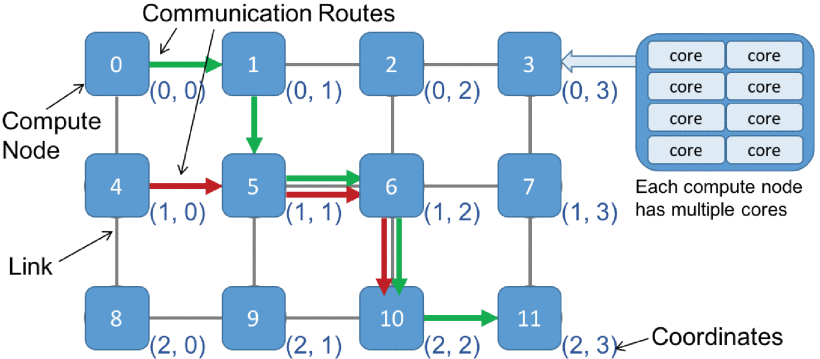 Communication Routes
0
1
2
3
(0, 0)
(0, 1)
(0, 2)
(0, 3)
core core
core core
core core
core core
Compute
Node
Each compute node
has multiple cores
4
5
6
7
(1, 0)
(1, 1)
(1, 2)
(1, 3)
Link
8
9
10
11
(2, 0)
(2, 1)
(2, 2)
(2, 3)
Coordinates